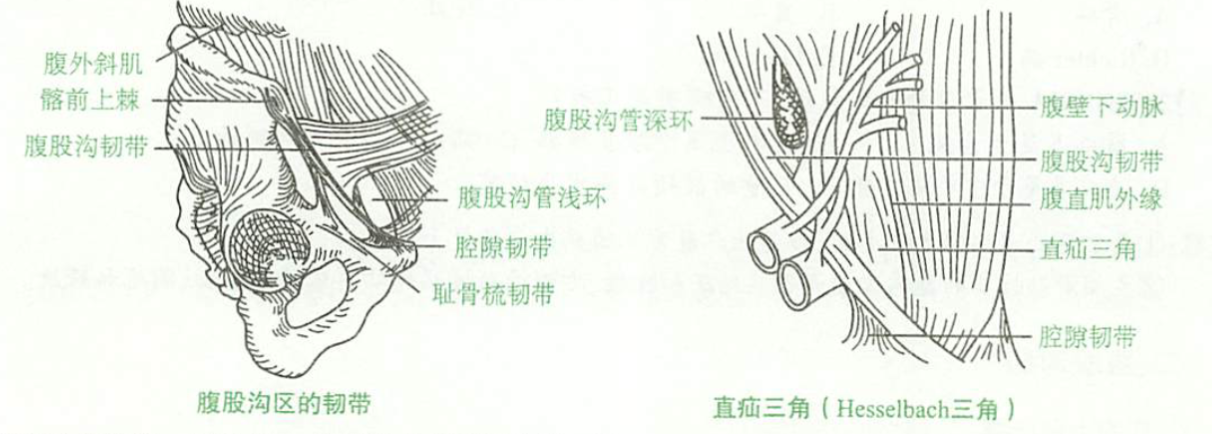 腹外斜肌
髂前上棘
腹股沟韧带
腹股沟管浅环
腔隙韧带
耻骨梳韧带
腹股沟区的韧带
腹股沟管深环
腹壁下动脉
腹股沟韧带
腹直肌外缘
直疝三角
腔隙韧带
直疝三角（Hesselbach三角）